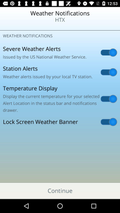 12:53
Weather Notifications
HTX
WEATHER NOTIFICATIONS
Severe Weather Alerts
Issued by the US National Weather Service.
Station Alerts
Weather alerts issued by your local TV station.
Temperature Display
Display the current temperature for your selected
Alert Location in the status bar and notifications
drawer.
Lock Screen Weather Banner
Continue